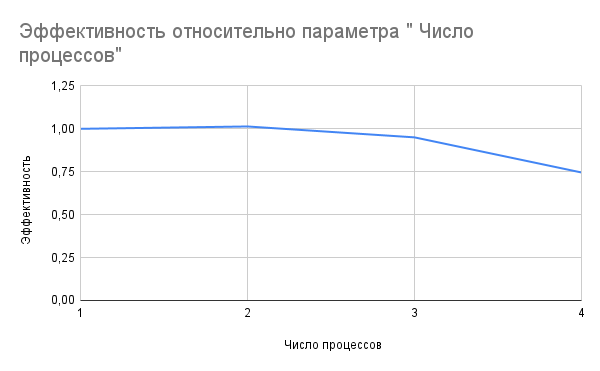 Эффективность относительно параметра " Число
процессов"
1,25
1,00
0,75
0,50
0,25
0,00
Эффективность
1
2
3
4
Число процессов